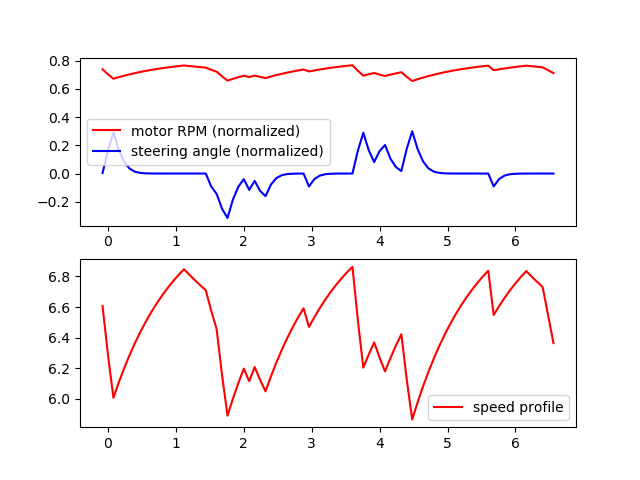 0.8
0.6
0.4
0.2
0.0
−0.2
motor RPM (normalized)
steering angle (normalized)
0 1 2 3 4 5 6
6.8
6.6
6.4
6.2
6.0
speed profile
0 1 2 3 4 5 6